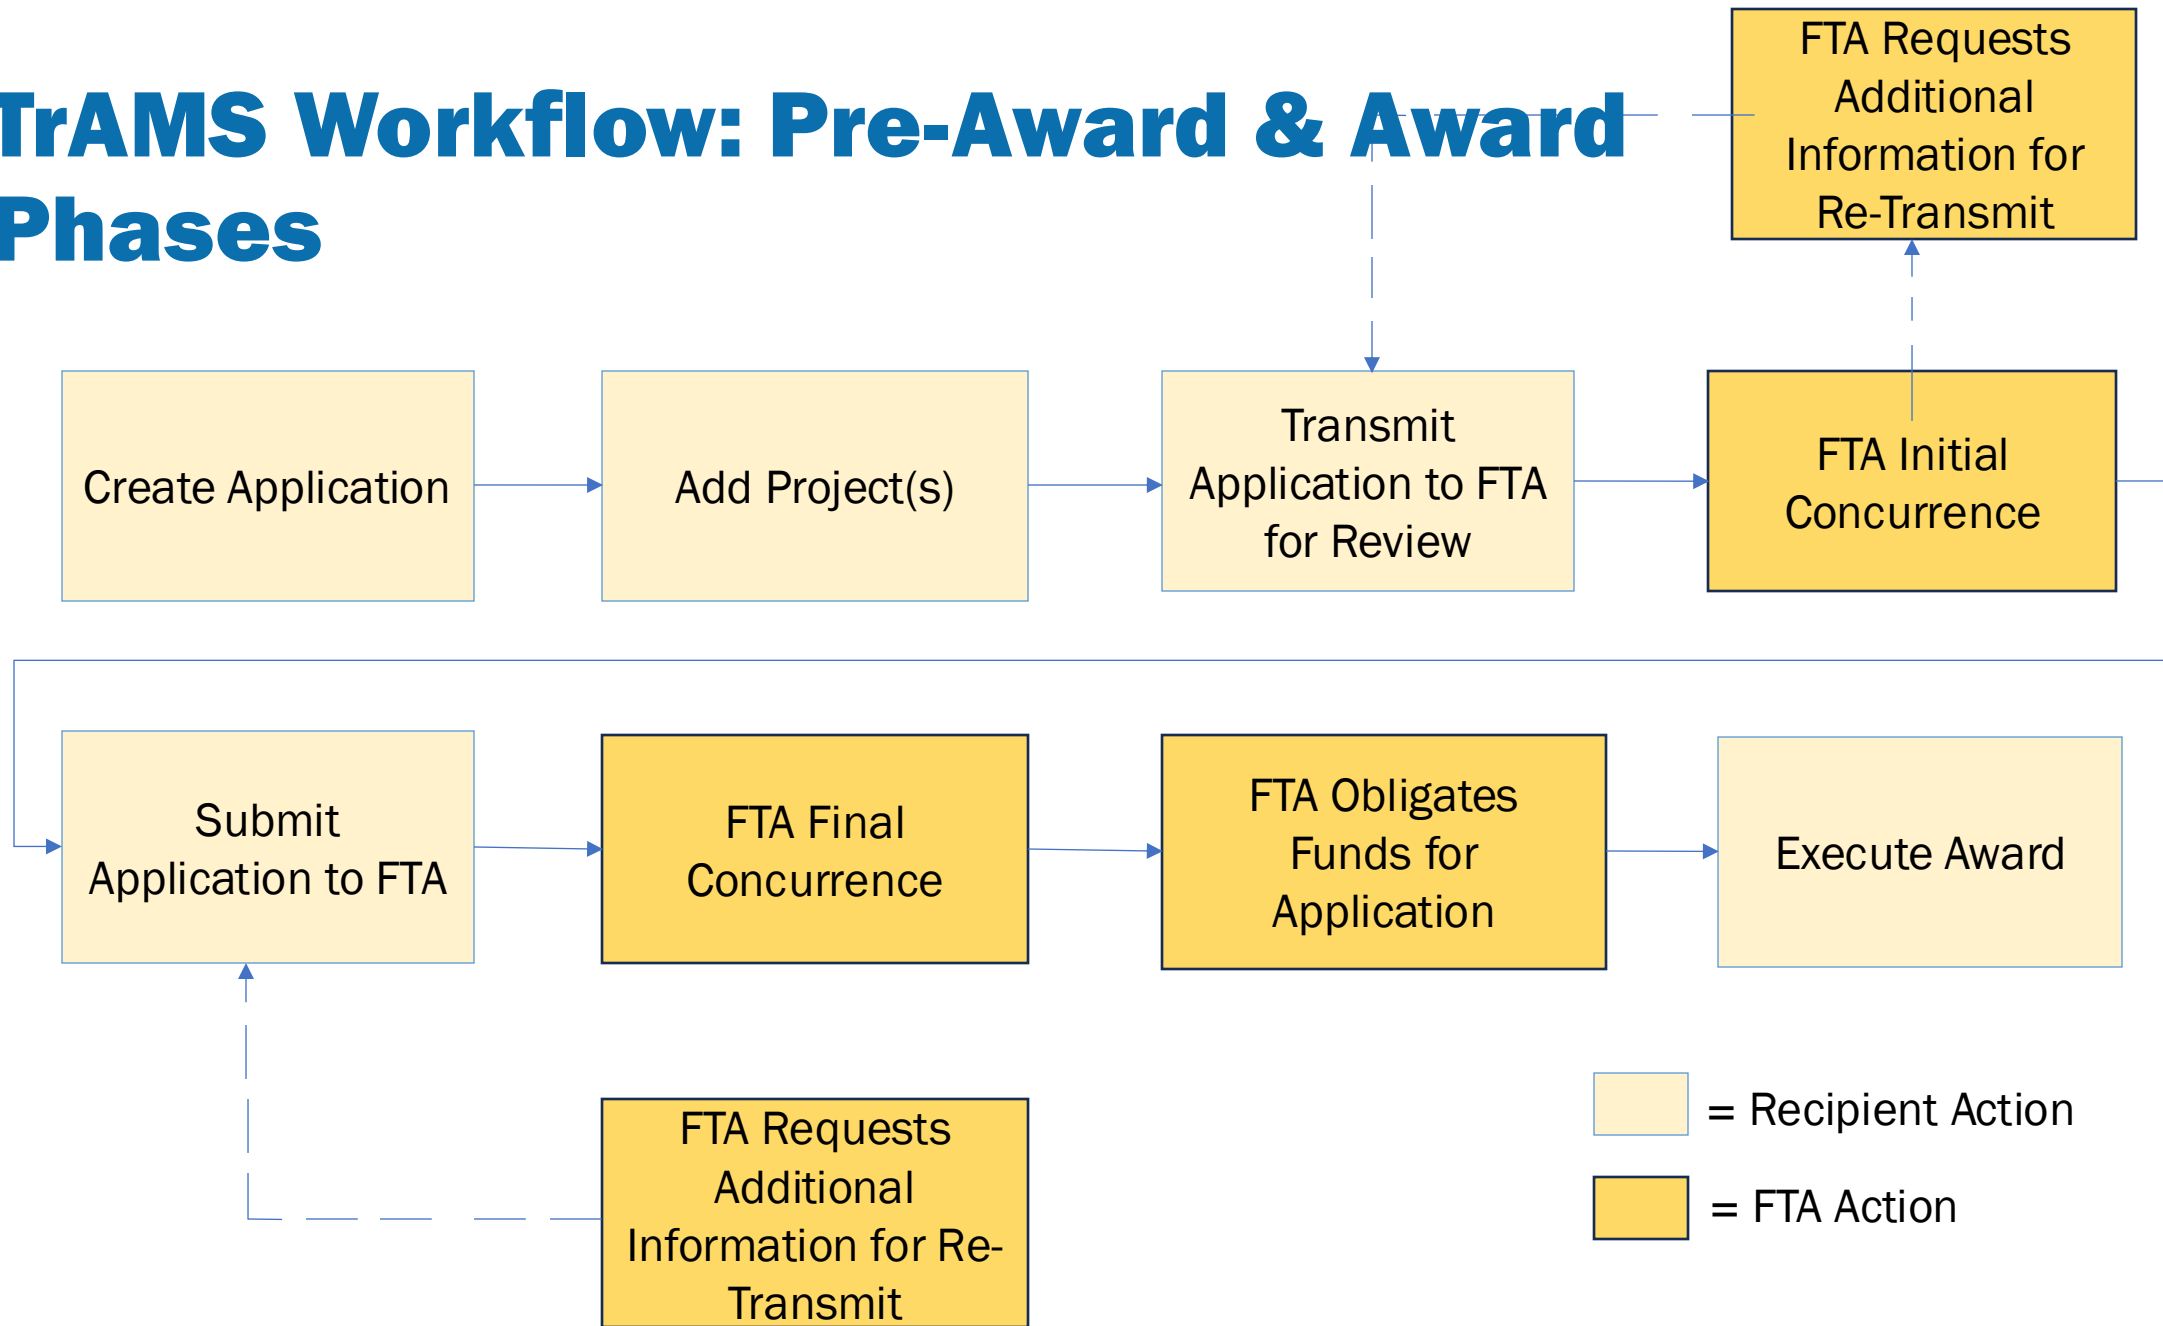 TrAMS Workflow: Pre-Award & Award
Phases
FTA Requests
Additional
Information for
Re-Transmit
Create Application
Add Project(s)
Transmit
Application to FTA
for Review
FTA Initial
Concurrence
Submit
Application to FTA
FTA Final
Concurrence
FTA Obligates
Funds for
Application
Execute Award
FTA Requests
Additional
Information for Re-
Transmit
= Recipient Action
= FTA Action